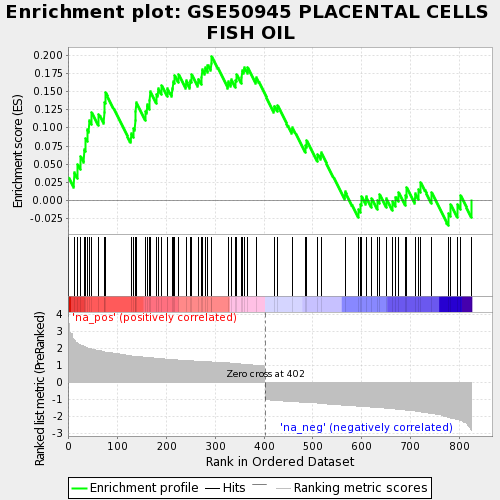 Enrichment plot: GSE50945 PLACENTAL CELLS
FISH OIL
Enrichment score (ES)
0.200
0.175
0.150
0.125
0.100
0.075
0.050
0.025
0.000
-0.025
'na_pos' (positively correlated)
Ranked list metric (PreRanked)
4
3
2
1
0
-1
-2
-3
Zero cross at 402
'na_neg' (negatively correlated)
0 100 200 300 400 500 600 700 800
Rank in Ordered Dataset
Enrichment profile Hits Ranking metric scores